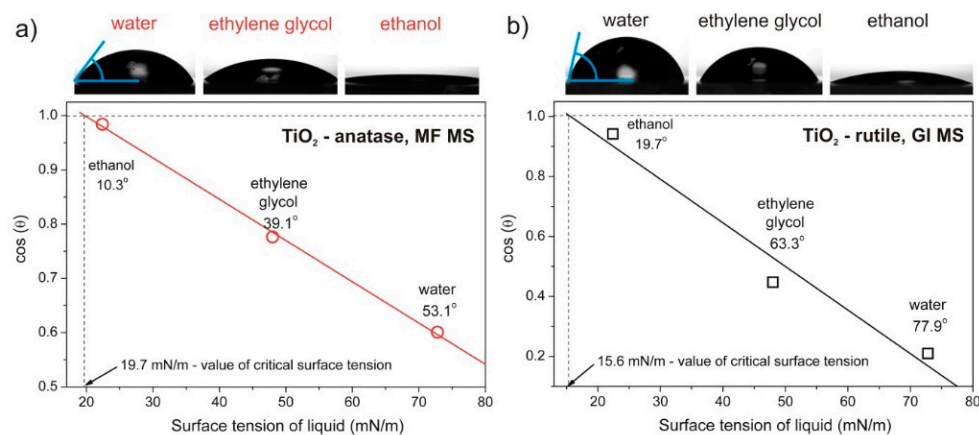 a)
water
ethylene glycol
ethanol
1.0
0.9
0.8
0.7
0.6
0.5
cos (θ)
TiO₂ - anatase, MF MS
ethanol
10.3°
ethylene
glycol
39.1°
water
53.1°
19.7 mN/m - value of critical surface tension
20 30 40 50 60 70 80
Surface tension of liquid (mN/m)
b)
water
ethylene glycol
ethanol
1.0
0.8
0.6
0.4
0.2
cos (θ)
TiO₂ - rutile, GI MS
ethanol
19.7°
ethylene
glycol
63.3°
water
77.9°
15.6 mN/m - value of critical surface tension
20 30 40 50 60 70 80
Surface tension of liquid (mN/m)